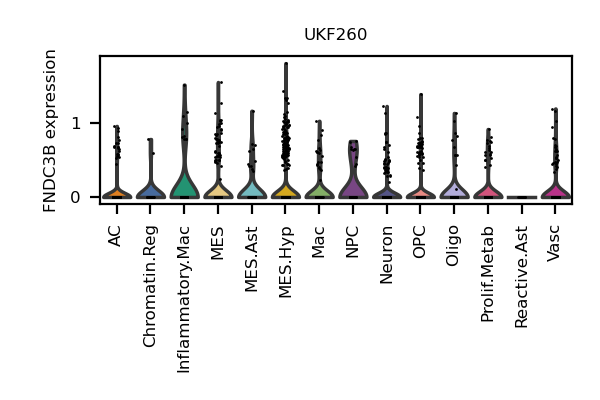 UKF260
FNDC3B expression
1
0
AC
Chromatin.Reg
Inflammatory.Mac
MES
MES.Ast
MES.Hyp
Mac
NPC
Neuron
OPC
Oligo
Prolif.Metab
Reactive.Ast
Vasc